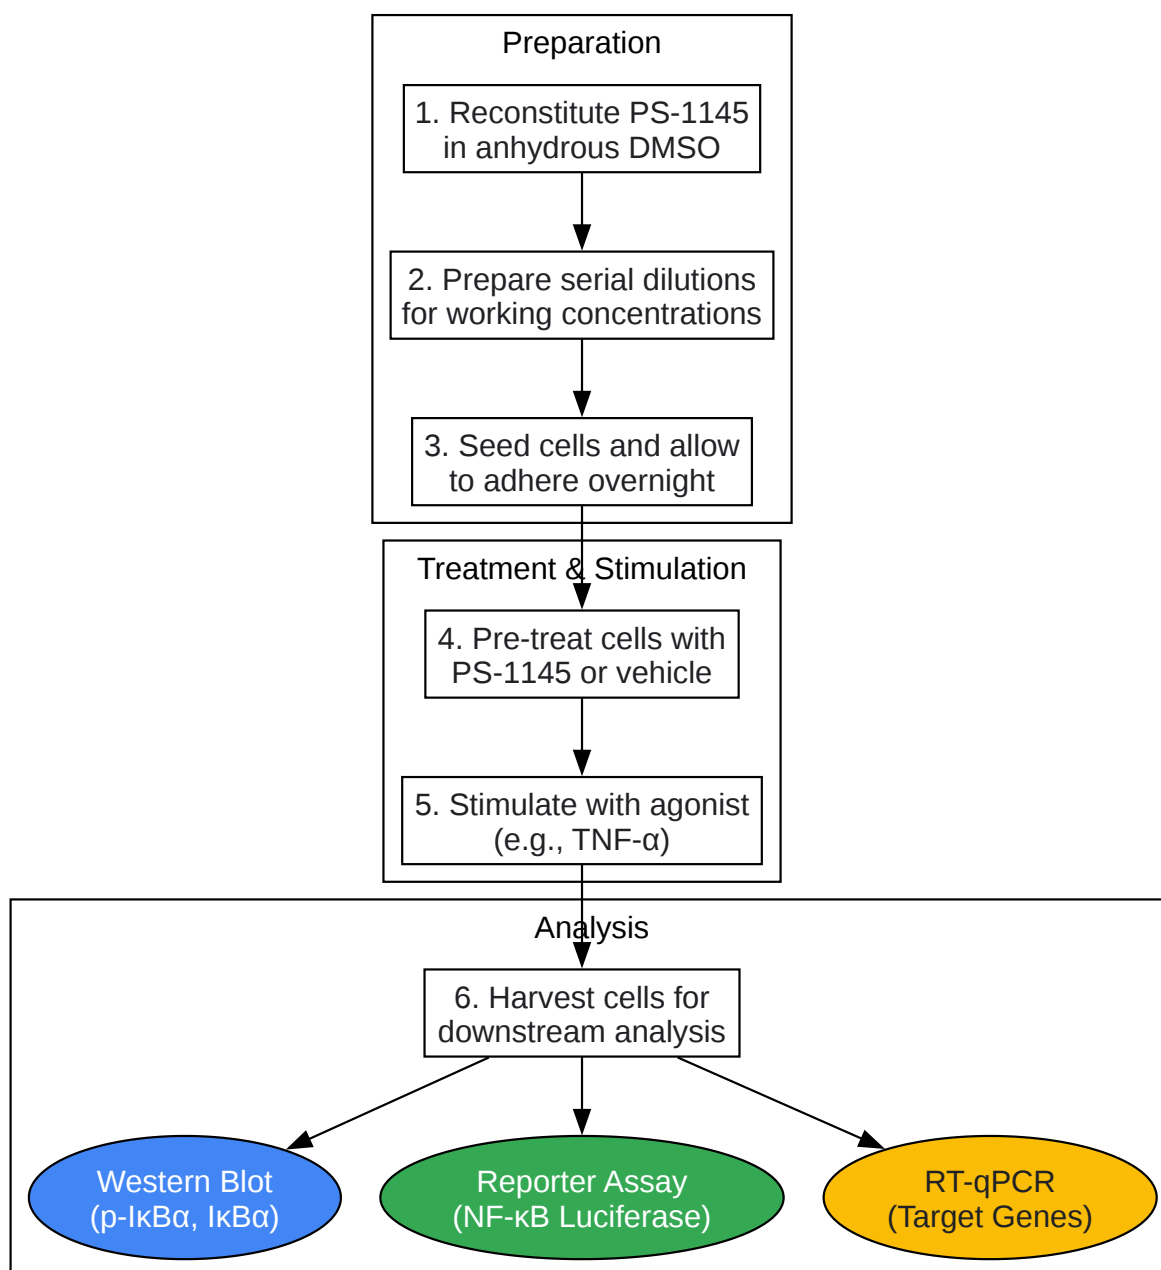 Preparation
1. Reconstitute PS-1145
in anhydrous DMSO
2. Prepare serial dilutions
for working concentrations
3. Seed cells and allow
to adhere overnight
Treatment & Stimulation
4. Pre-treat cells with
PS-1145 or vehicle
5. Stimulate with agonist
(e.g., TNF-α)
Analysis
6. Harvest cells for
downstream analysis
Western Blot
(p-IκBα, IκBα)
Reporter Assay
(NF-κB Luciferase)
RT-qPCR
(Target Genes)